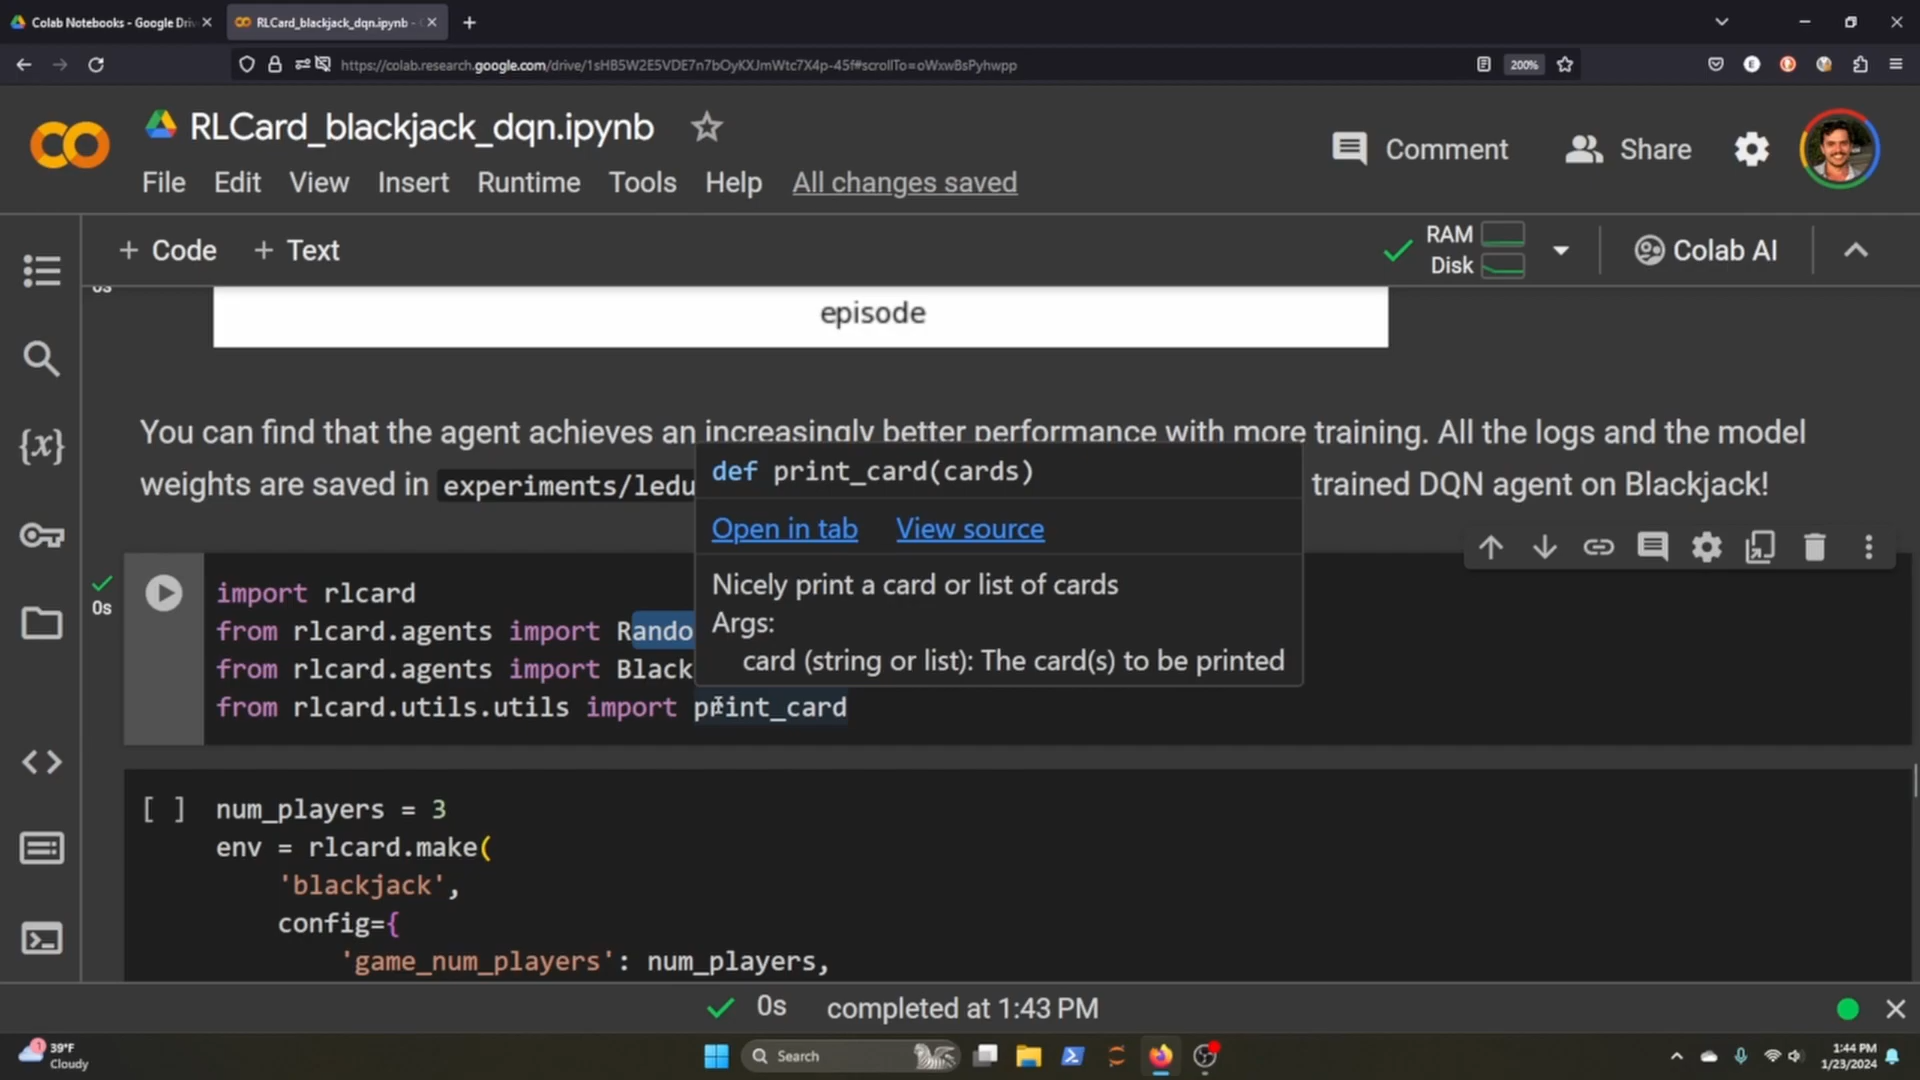 Colab Notebooks - Google Driv
RLCard_blackjack_dqn.ipynb -
https://colab.research.google.com/drive/1sHB5W2E5VDE7n7bOyKXJmWtc7X4p-45f#scrollTo=oWxwBsPyhwpp
200%
RLCard_blackjack_dqn.ipynb
Comment
Share
File Edit View Insert Runtime Tools Help All changes saved
+ Code + Text
RAM
Disk
Colab AI
0s
episode
You can find that the agent achieves an increasingly better performance with more training. All the logs and the model
weights are saved in experiments/ledu
trained DQN agent on Blackjack!
def print_card(cards)
Open in tab View source
Nicely print a card or list of cards
Args:
card (string or list): The card(s) to be printed
0s
import rlcard
from rlcard.agents import Rando
from rlcard.agents import Black
from rlcard.utils.utils import print_card
[ ] num_players = 3
env = rlcard.make(
'blackjack',
config={
'game_num_players': num_players,
0s completed at 1:43 PM
1
39°F
Cloudy
Search
1:44 PM
1/23/2024